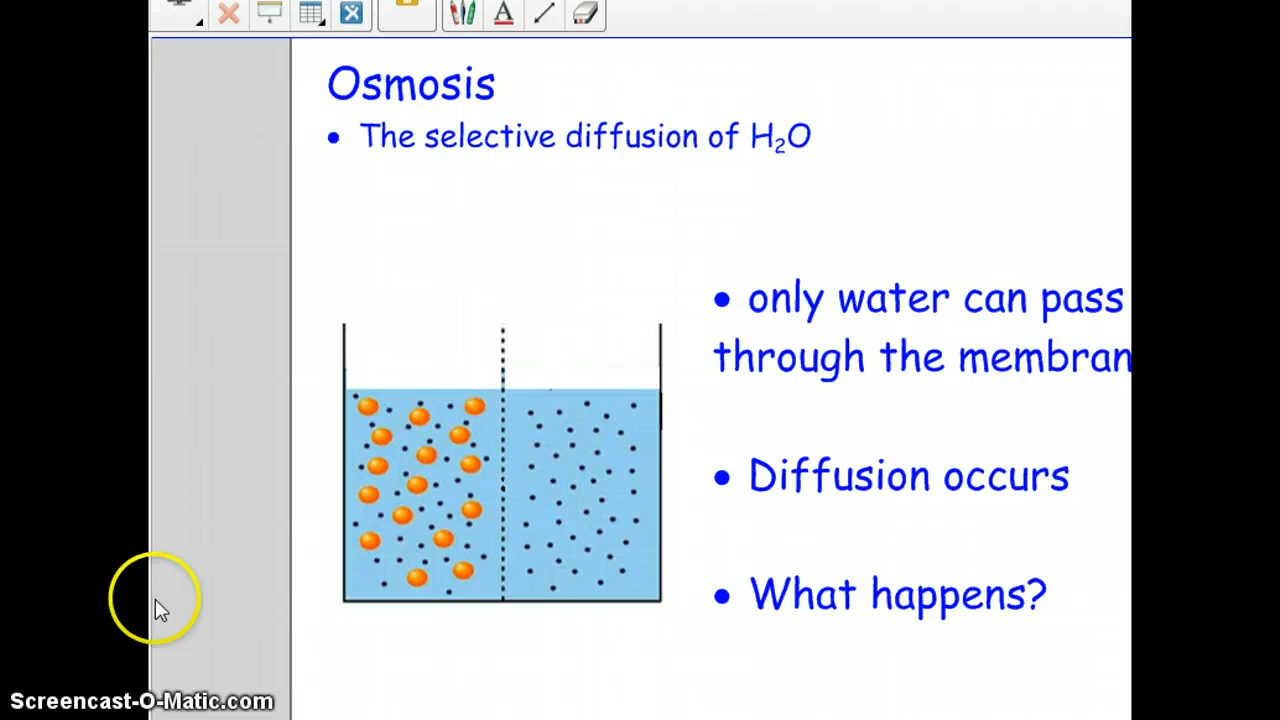 Osmosis
• The selective diffusion of H₂O
• only water can pass
through the membran
• Diffusion occurs
• What happens?
A
Screencast-O-Matic.com